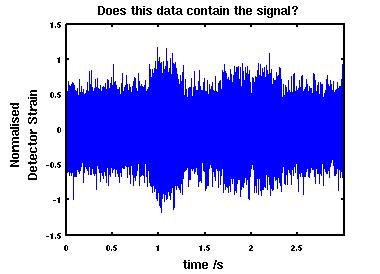 Does this data contain the signal?
1.5
1
0.5
0
-0.5
-1
-1.5
Normalised
Detector Strain
0 0.5 1 1.5 2 2.5
time /s